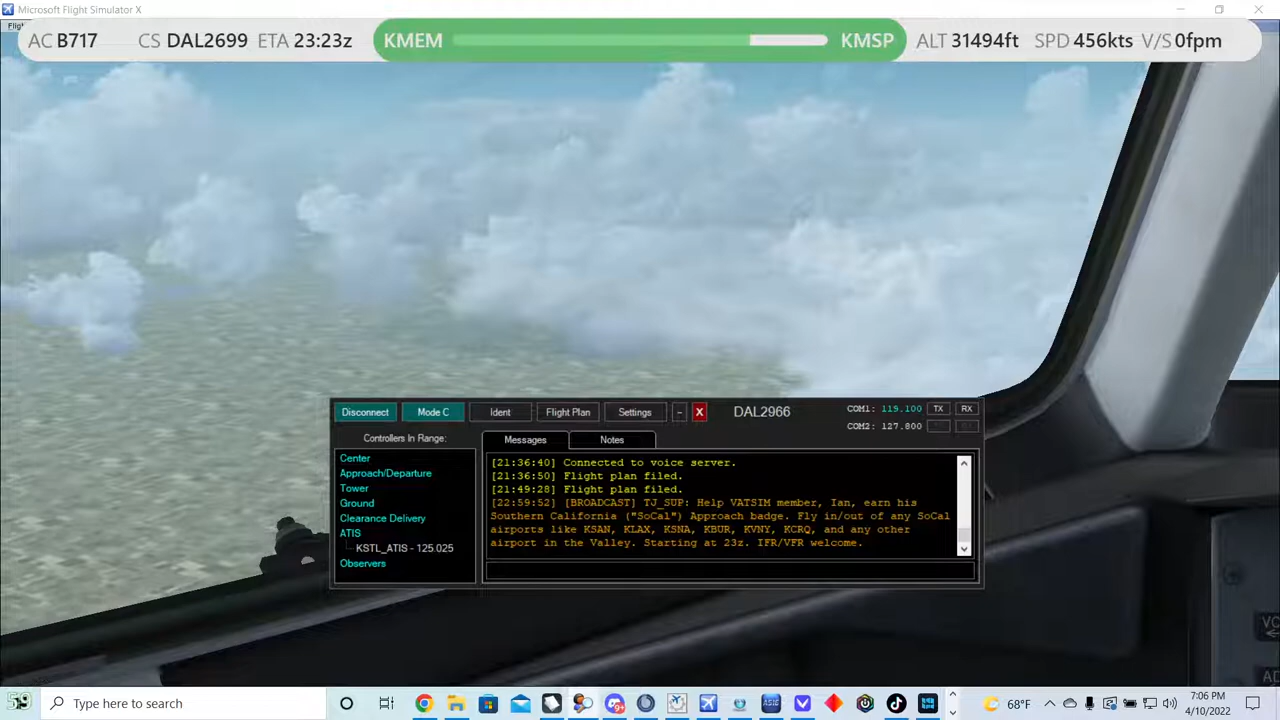 Microsoft Flight Simulator X
AC B717 CS DAL2699 ETA 23:23z KMEM KMSP ALT 31494ft SPD 456kts V/S 0fpm
Disconnect Mode C Ident Flight Plan Settings – X DAL2966 COM1: 119.100 TX RX
COM2: 127.800
Controllers In Range:
Center
Approach/Departure
Tower
Ground
Clearance Delivery
ATIS
KSTL_ATIS - 125.025
Observers
Messages Notes
[21:36:40] Connected to voice server.
[21:36:50] Flight plan filed.
[21:49:28] Flight plan filed.
[22:59:52] [BROADCAST] TJ_SUP: Help VATSIM member, Ian, earn his
Southern California ("SoCal") Approach badge. Fly in/out of any SoCal
airports like KSAN, KLAX, KSNA, KBUR, KVNY, KCRQ, and any other
airport in the Valley. Starting at 23z. IFR/VFR welcome.
Type here to search
68°F
7:06 PM
4/10/2022